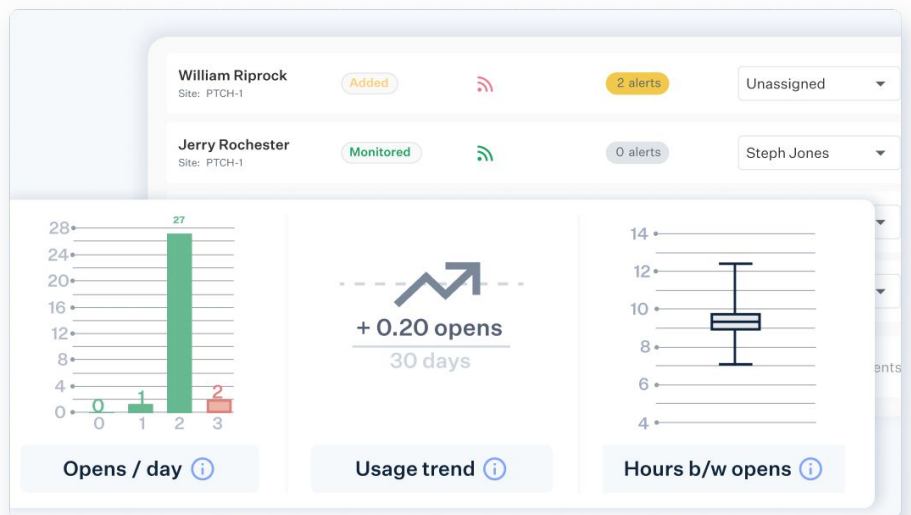 William Riprock
Site: PTCH-1
Added
2 alerts
Unassigned
Jerry Rochester
Site: PTCH-1
Monitored
0 alerts
Steph Jones
ents
28
24
20
16
12
8
4
0
27
0
1
2
0 1 2 3
Opens / day
+ 0.20 opens
30 days
Usage trend
14
12
10
8
6
4
Hours b/w opens